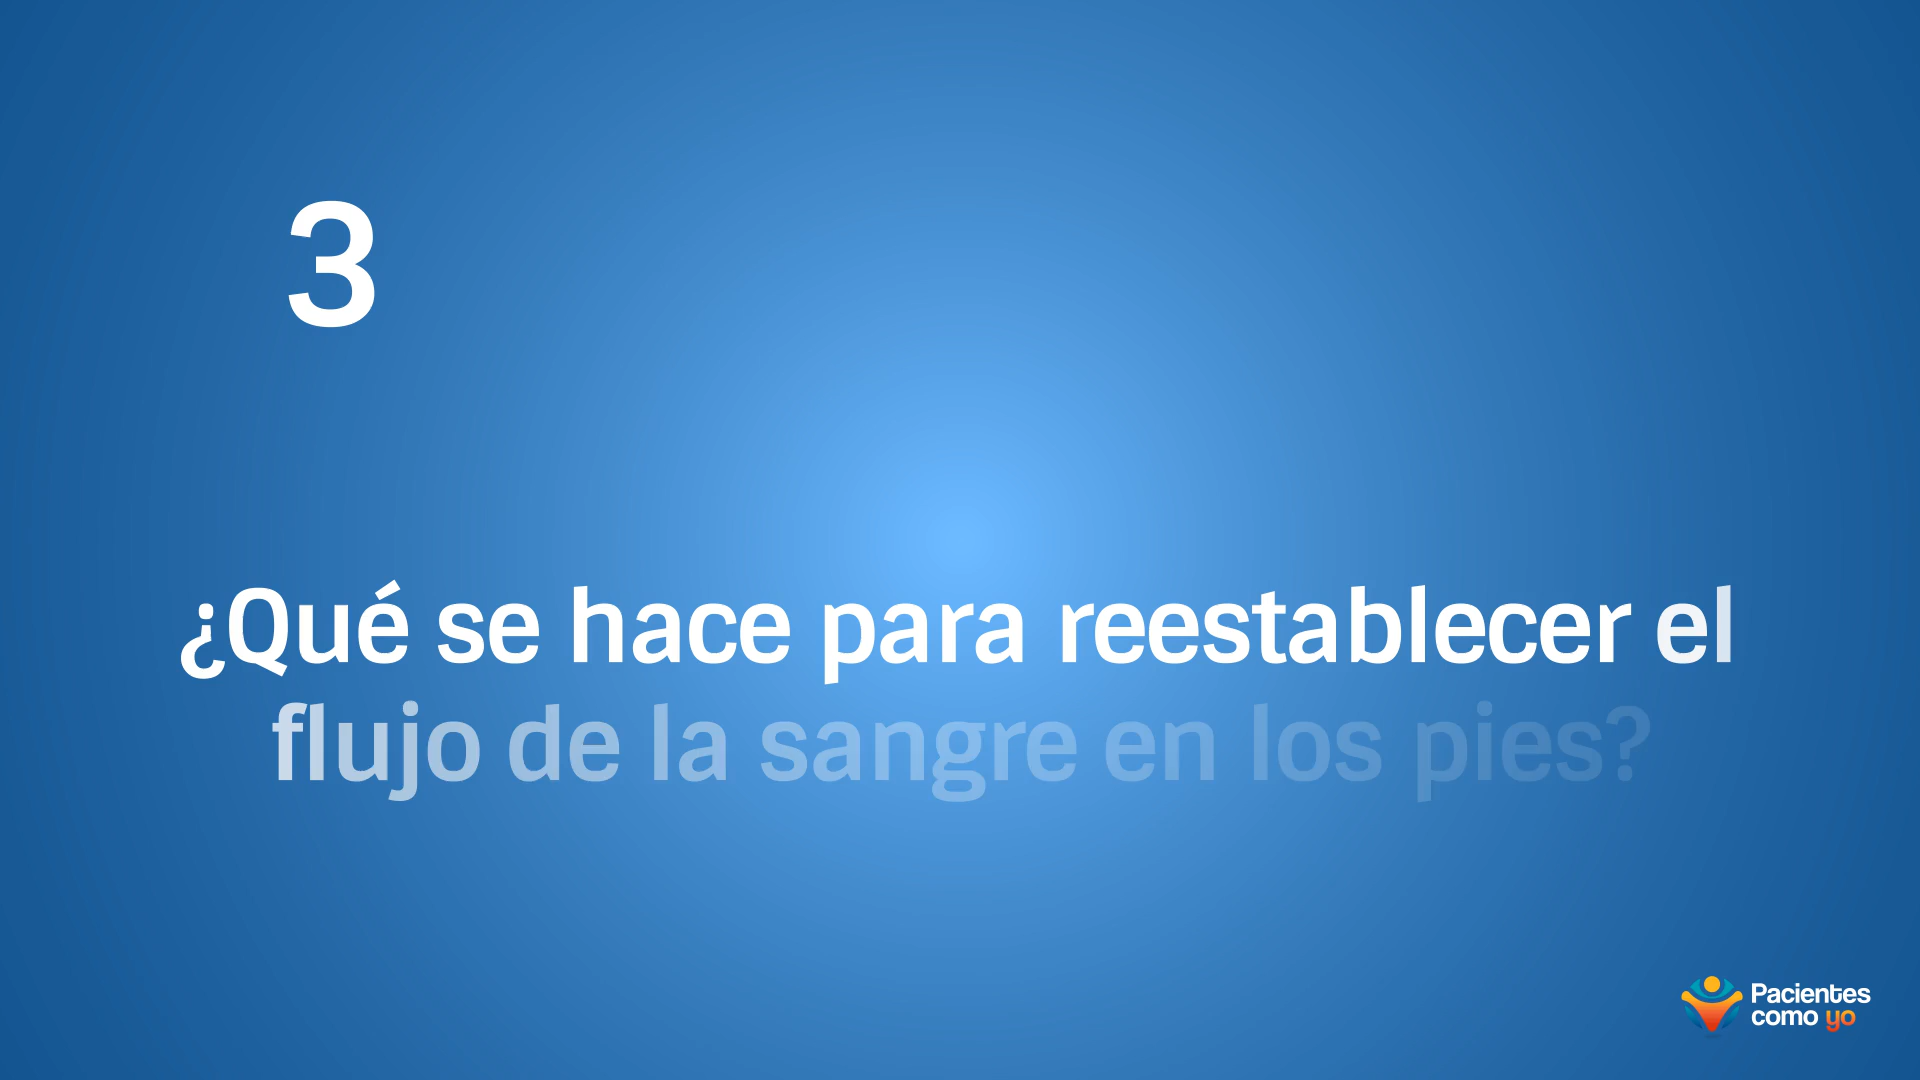 3
¿Qué se hace para reestablecer el
flujo de la sangre en los pies?
Pacientes
como yo